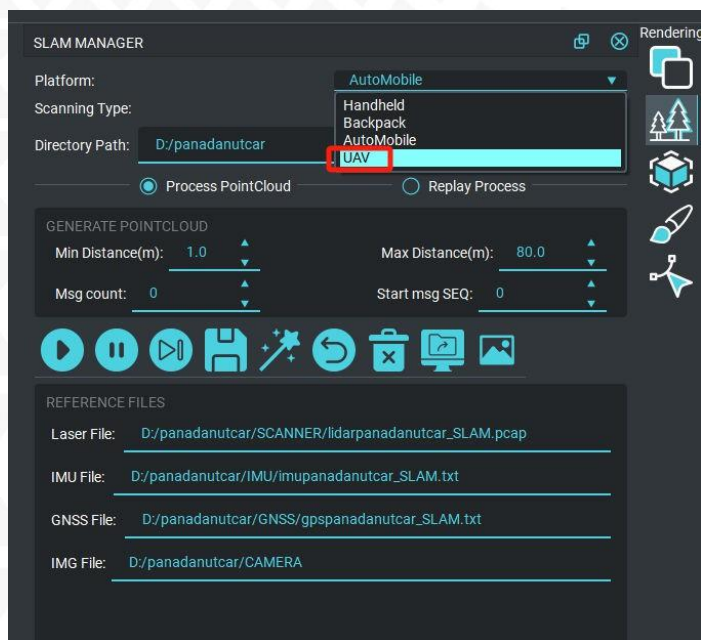 SLAM MANAGER
Rendering
Platform: AutoMobile
Scanning Type:
Handheld
Backpack
AutoMobile
UAV
Directory Path: D:/panadanutcar
Process PointCloud Replay Process
GENERATE POINTCLOUD
Min Distance(m): 1.0 Max Distance(m): 80.0
Msg count: 0 Start msg SEQ: 0
REFERENCE FILES
Laser File: D:/panadanutcar/SCANNER/lidarpanadanutcar_SLAM.pcap
IMU File: D:/panadanutcar/IMU/imupanadanutcar_SLAM.txt
GNSS File: D:/panadanutcar/GNSS/gpspanadanutcar_SLAM.txt
IMG File: D:/panadanutcar/CAMERA